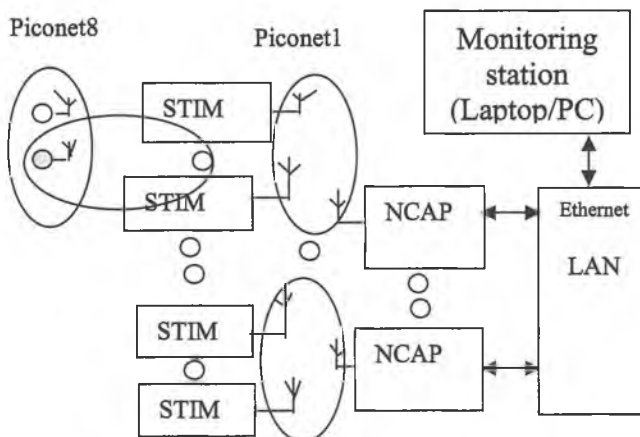 Piconet8
Piconet1
Monitoring
station
(Laptop/PC)
STIM
STIM
NCAP
Ethernet
LAN
STIM
NCAP
STIM